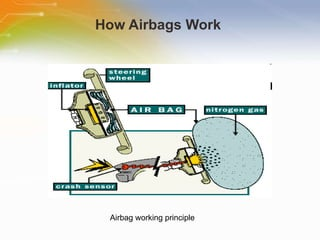 How Airbags Work
steering
wheel
inflator
AIR BAG
nitrogen gas
crash sensor
Airbag working principle